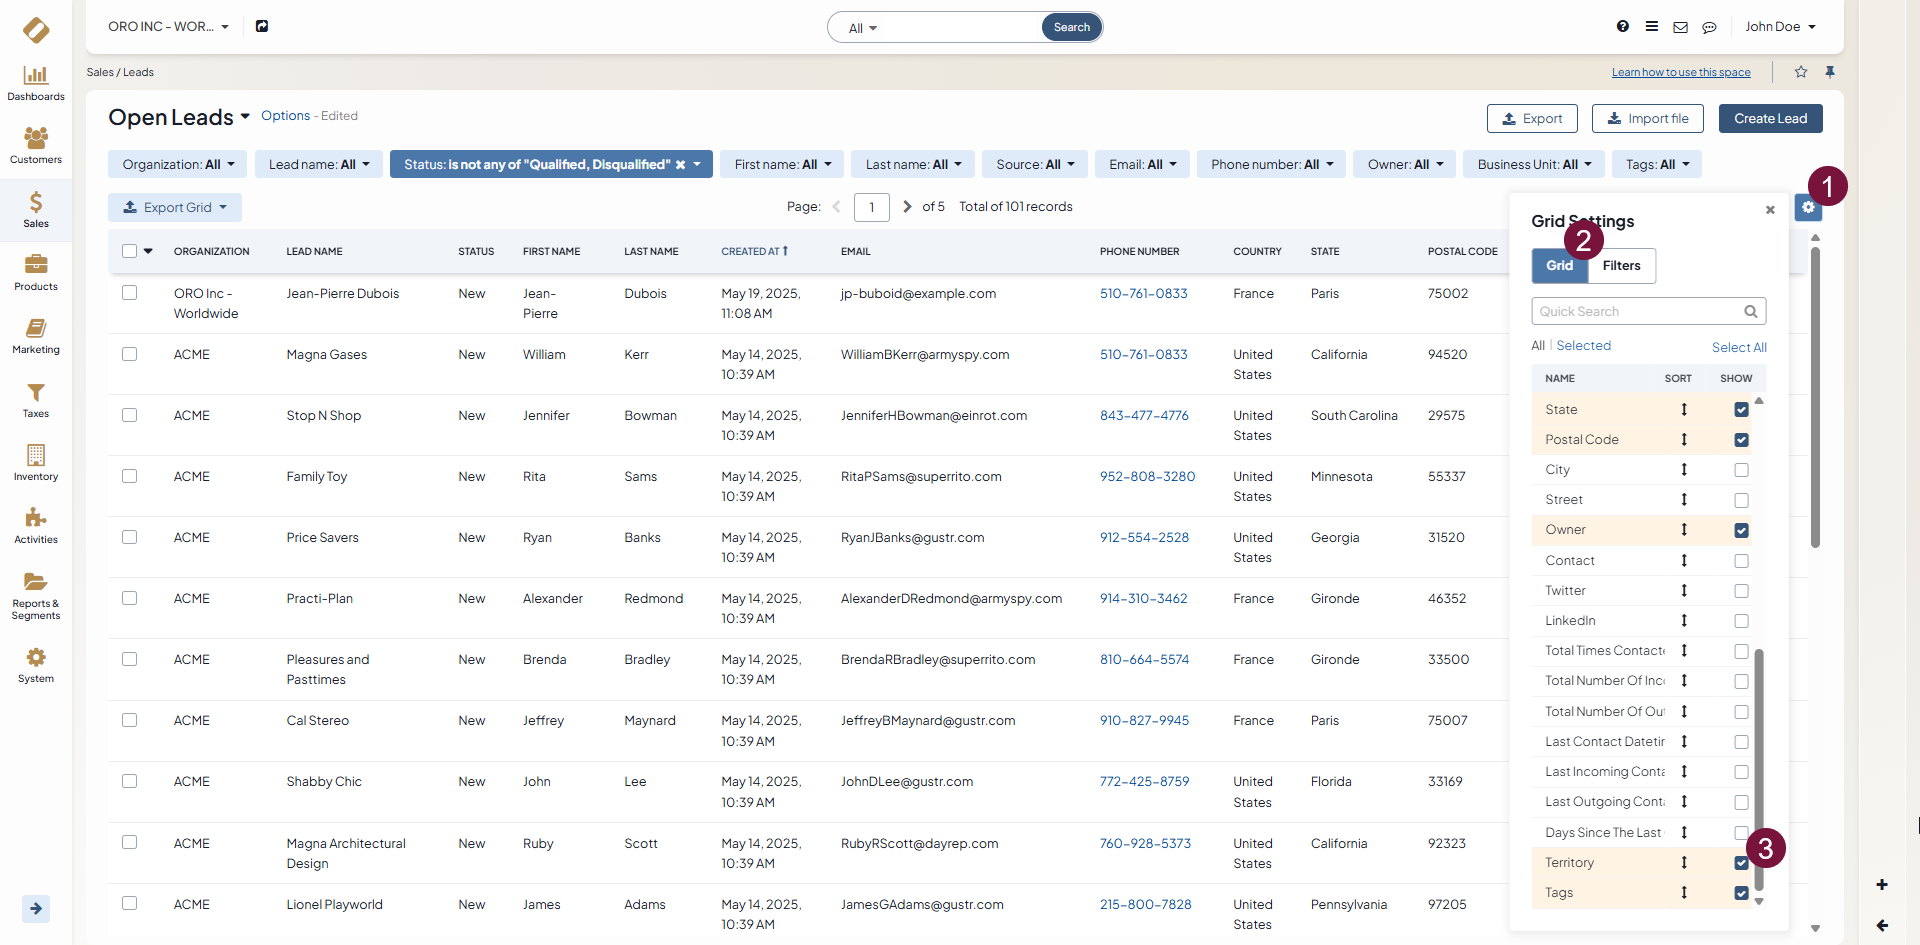 ORO INC - WOR...
All
Search
John Doe
Dashboards
Customers
Sales
Products
Marketing
Taxes
Inventory
Activities
Reports &
Segments
System
Sales / Leads
Learn how to use this space
Open Leads
Options - Edited
Export
Import file
Create Lead
Organization: All
Lead name: All
Status: is not any of "Qualified, Disqualified"
First name: All
Last name: All
Source: All
Email: All
Phone number: All
Owner: All
Business Unit: All
Tags: All
Export Grid
Page:
1
of 5
Total of 101 records
ORGANIZATION LEAD NAME STATUS FIRST NAME LAST NAME CREATED AT EMAIL PHONE NUMBER COUNTRY STATE POSTAL CODE
ORO Inc - Jean-Pierre Dubois New Jean- Dubois May 19, 2025, jp-buboid@example.com 510-761-0833 France Paris 75002
Worldwide Pierre 11:08 AM
ACME Magna Gases New William Kerr May 14, 2025, WilliamBKerr@armyspy.com 510-761-0833 United California 94520
10:39 AM States
ACME Stop N Shop New Jennifer Bowman May 14, 2025, JenniferHBowman@einrot.com 843-477-4776 United South Carolina 29575
10:39 AM States
ACME Family Toy New Rita Sams May 14, 2025, RitaPSams@superrito.com 952-808-3280 United Minnesota 55337
10:39 AM States
ACME Price Savers New Ryan Banks May 14, 2025, RyanJBanks@gustr.com 912-554-2528 United Georgia 31520
10:39 AM States
ACME Practi-Plan New Alexander Redmond May 14, 2025, AlexanderDRedmond@armyspy.com 914-310-3462 France Gironde 46352
10:39 AM
ACME Pleasures and New Brenda Bradley May 14, 2025, BrendaRBradley@superrito.com 810-664-5574 France Gironde 33500
Pasttimes 10:39 AM
ACME Cal Stereo New Jeffrey Maynard May 14, 2025, JeffreyBMaynard@gustr.com 910-827-9945 France Paris 75007
10:39 AM
ACME Shabby Chic New John Lee May 14, 2025, JohnDLee@gustr.com 772-425-8759 United Florida 33169
10:39 AM States
ACME Magna Architectural New Ruby Scott May 14, 2025, RubyRScott@dayrep.com 760-928-5373 United California 92323
Design 10:39 AM States
ACME Lionel Playworld New James Adams May 14, 2025, JamesGAdams@gustr.com 215-800-7828 United Pennsylvania 97205
10:39 AM States
1
Grid Settings
2
Grid
Filters
Quick Search
All | Selected
Select All
NAME SORT SHOW
State
Postal Code
City
Street
Owner
Contact
Twitter
LinkedIn
Total Times Contacte
Total Number Of Inc
Total Number Of Ou
Last Contact Datetir
Last Incoming Conta
Last Outgoing Conta
Days Since The Last
Territory
3
Tags